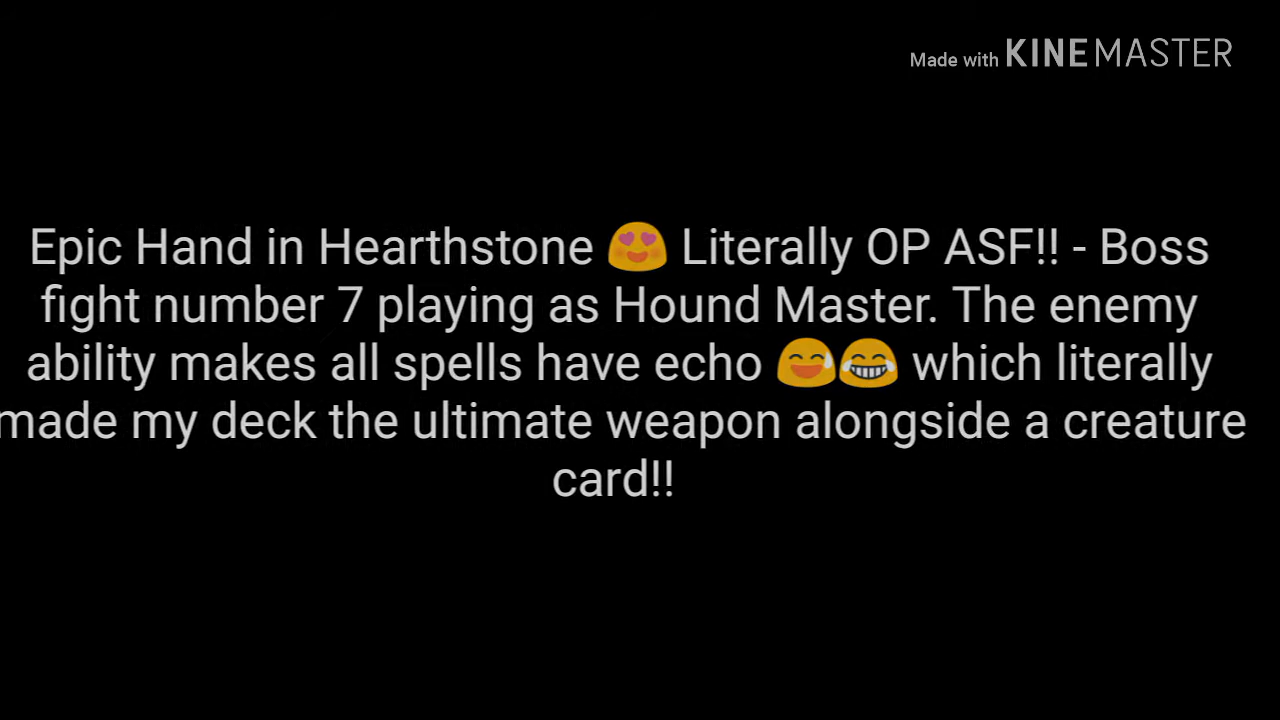 Made with KINEMASTER
Epic Hand in Hearthstone 😍 Literally OP ASF!! - Boss
fight number 7 playing as Hound Master. The enemy
ability makes all spells have echo 😅😂 which literally
made my deck the ultimate weapon alongside a creature
card!!